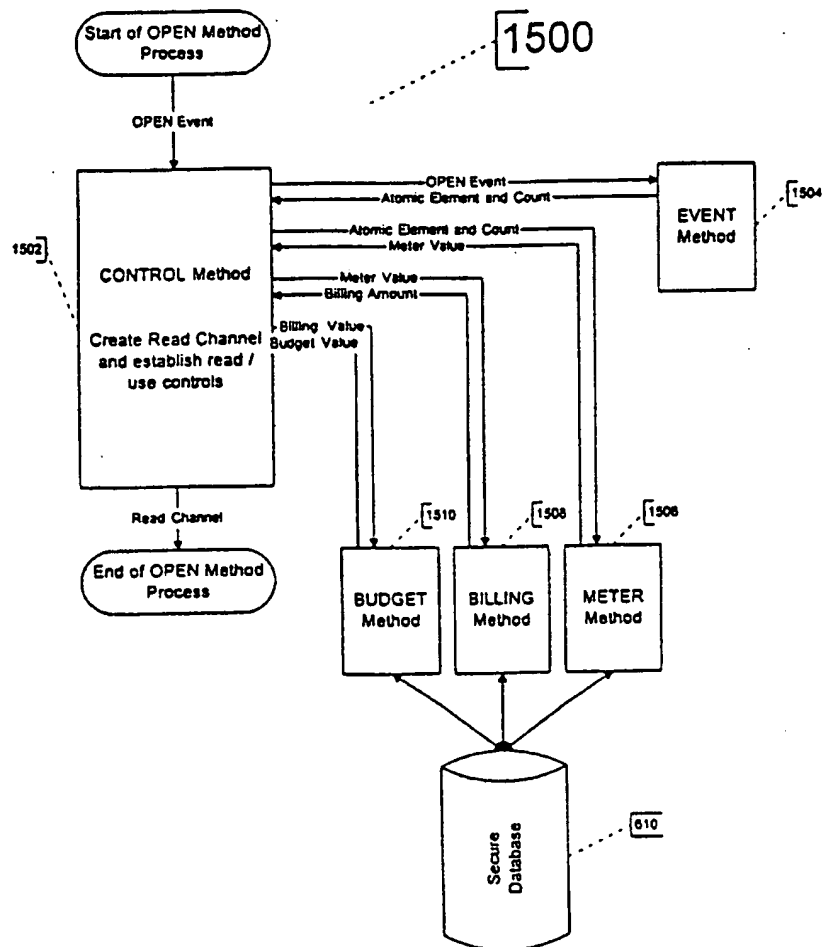 Start of OPEN Method
Process
1500
OPEN Event
OPEN Event
Atomic Element and Count
EVENT
Method
1504
1502
Atomic Element and Count
Meter Value
CONTROL Method
Meter Value
Billing Amount
Create Read Channel
and establish read /
use controls
Billing Value
Budget Value
Read Channel
End of OPEN Method
Process
1510
1508
1506
BUDGET
Method
BILLING
Method
METER
Method
Secure
Database
610